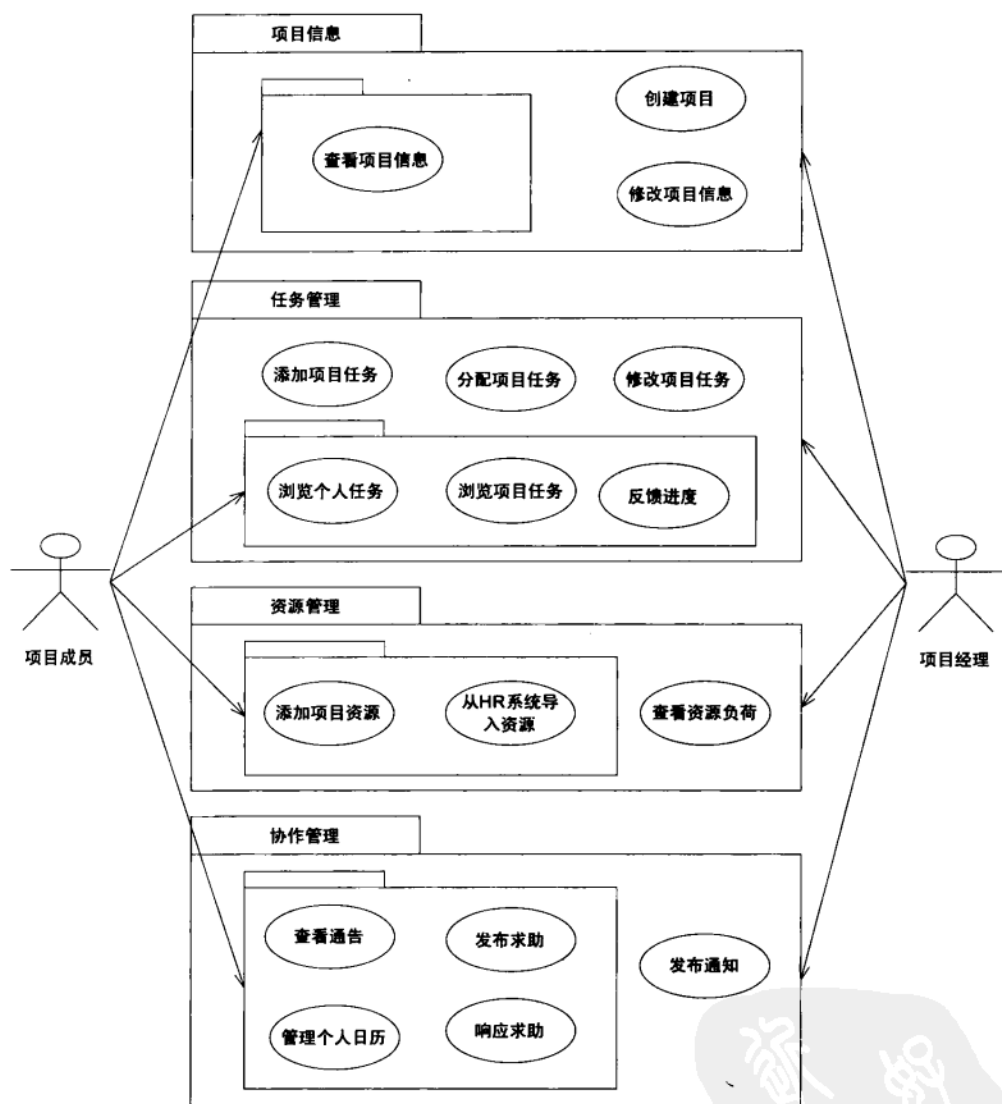 项目信息
创建项目
查看项目信息
修改项目信息
任务管理
添加项目任务
分配项目任务
修改项目任务
浏览个人任务
浏览项目任务
反馈进度
项目成员
项目经理
资源管理
添加项目资源
从HR系统导
入资源
查看资源负荷
协作管理
查看通告
发布求助
发布通知
管理个人日历
响应求助